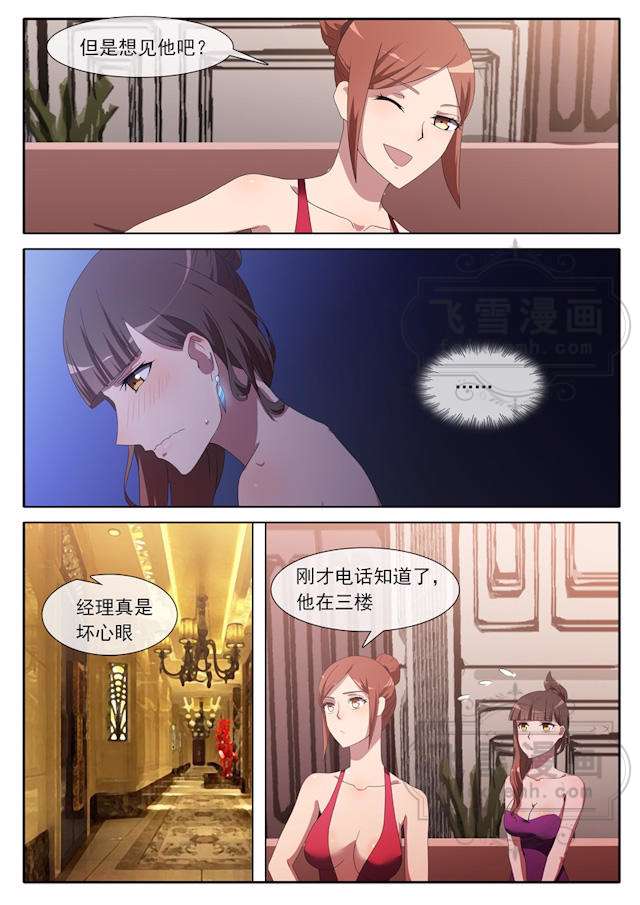 但是想见他吧？
飞雪漫画
……
经理真是
坏心眼
刚才电话知道了，
他在三楼